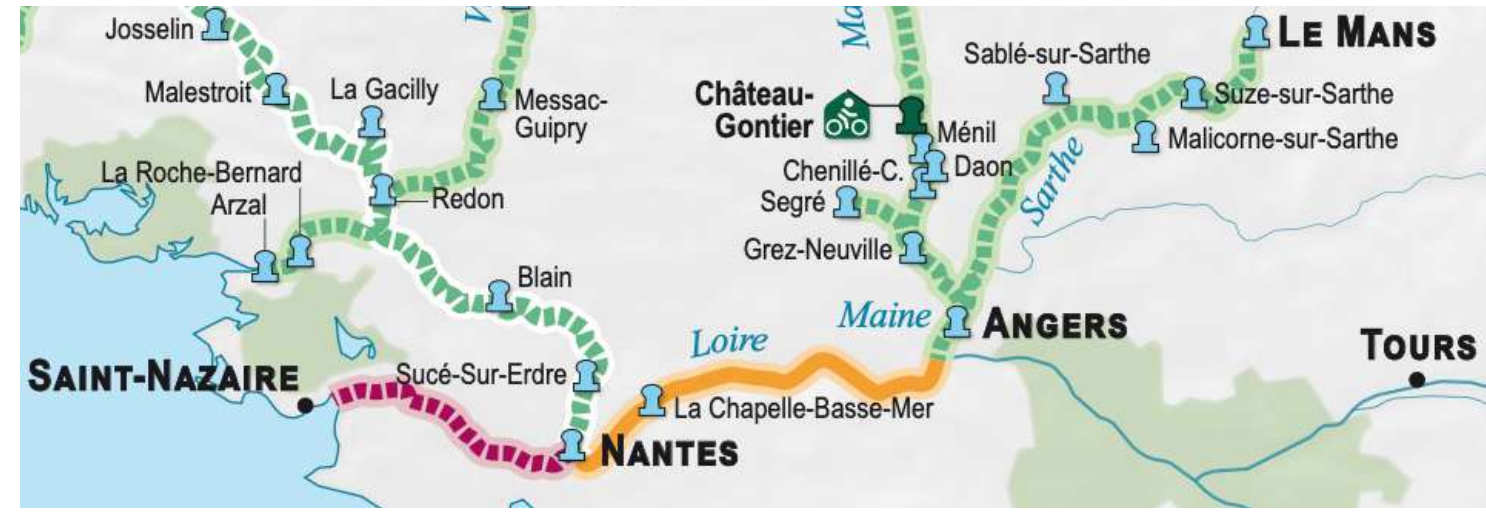 Josselin
V
Ma
LE MANS
Sablé-sur-Sarthe
Malestroit
La Gacilly
Messac-
Guipry
Château-
Gontier
Suze-sur-Sarthe
Ménil
Malicorne-sur-Sarthe
La Roche-Bernard
Chenillé-C.
Daon
Arzal
Redon
Segré
Sarthe
Grez-Neuville
Blain
Maine
ANGERS
Loire
TOURS
SAINT-NAZAIRE
Sucé-Sur-Erdre
La Chapelle-Basse-Mer
NANTES